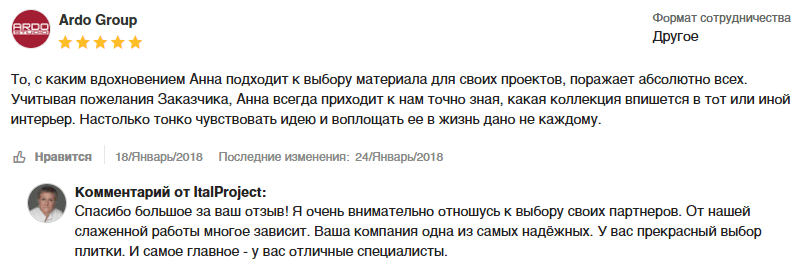 ARDO
STUDIO
Ardo Group
Формат сотрудничества
Другое
То, с каким вдохновением Анна подходит к выбору материала для своих проектов, поражает абсолютно всех.
Учитывая пожелания Заказчика, Анна всегда приходит к нам точно зная, какая коллекция впишется в тот или иной
интерьер. Настолько тонко чувствовать идею и воплощать ее в жизнь дано не каждому.
Нравится 18/Январь/2018 Последние изменения: 24/Январь/2018
Комментарий от ItalProject:
Спасибо большое за ваш отзыв! Я очень внимательно отношусь к выбору своих партнеров. От нашей
слаженной работы многое зависит. Ваша компания одна из самых надёжных. У вас прекрасный выбор
плитки. И самое главное - у вас отличные специалисты.